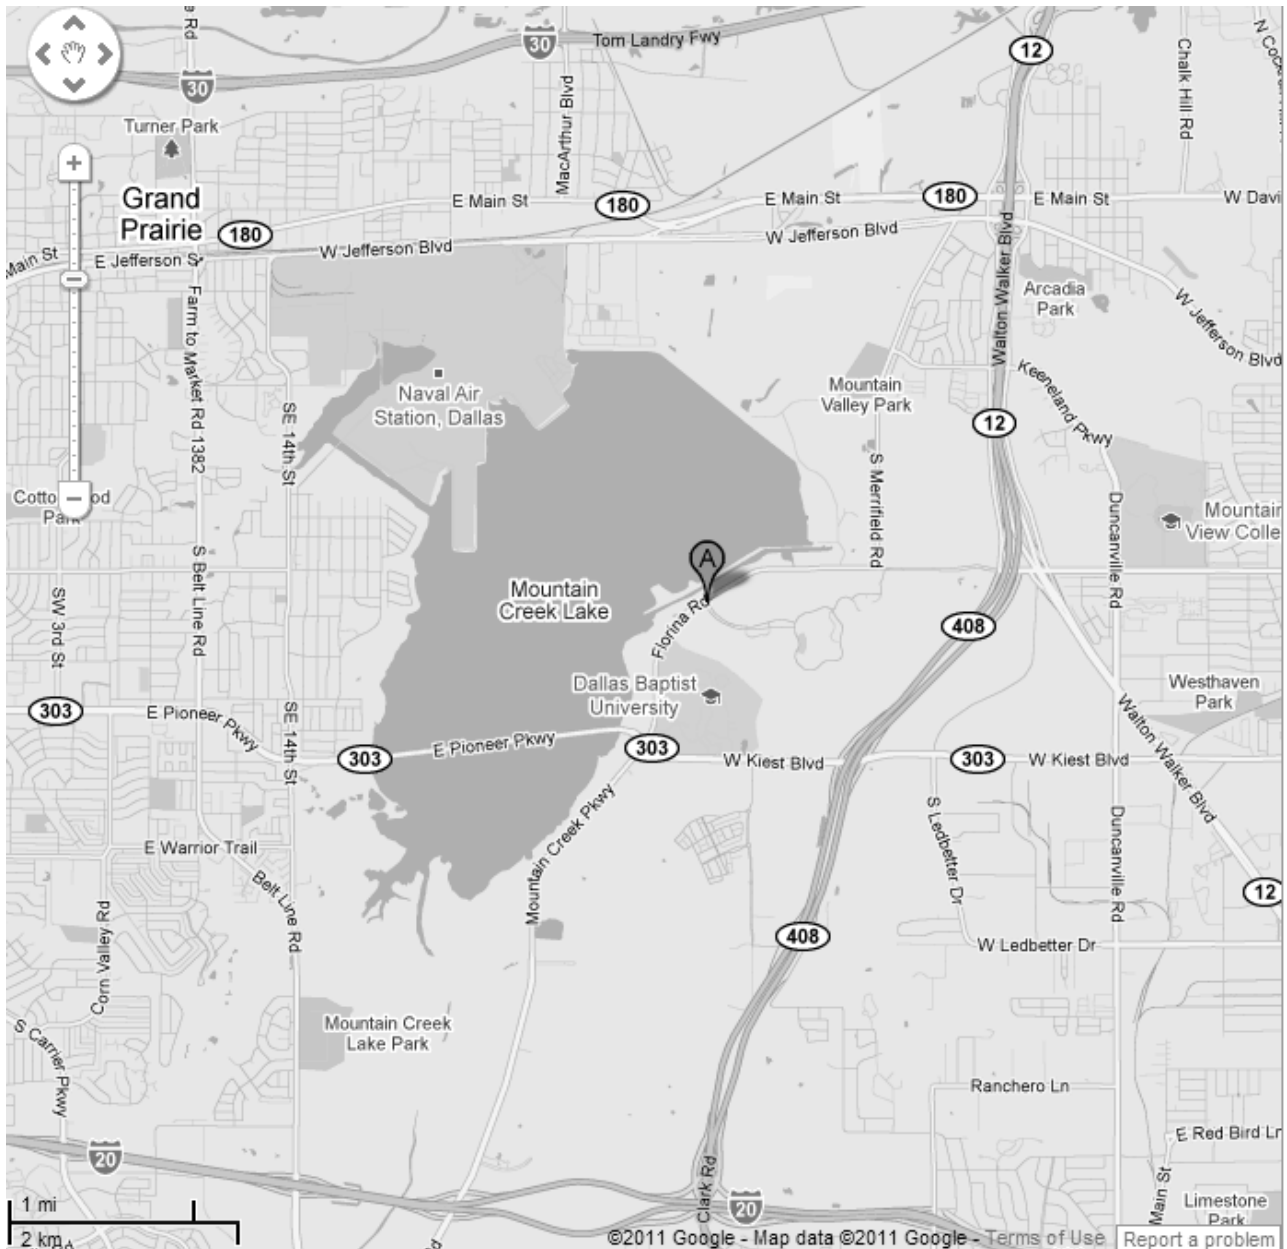 e Rd
30
Tom Landry Fwy
12
30
MacArthur Blvd
Chalk Hill Rd
Turner Park
Grand
Prairie
E Main St
180
E Main St
180
E Main St
W Davi
180
W Jefferson Blvd
W Jefferson Blvd
Main St
E Jefferson St
Walton Walker Blvd
Arcadia
Park
W Jefferson Blvd
Farm to Market Rd 1382
Keeneland Pkwy
Naval Air
Station, Dallas
Mountain
Valley Park
SE 14th St
12
S Merrifield Rd
Duncanville Rd
Mountain
View Colle
Park
S Belt Line Rd
SW 3rd St
A
Mountain
Creek Lake
Florina Rd
408
Dallas Baptist
University
Westhaven
Park
303
E Pioneer Pkwy
SE 14th St
303
E Pioneer Pkwy
303
W Kiest Blvd
303
W Kiest Blvd
Walton Walker Blvd
Mountain Creek Pkwy
S Ledbetter Dr
Duncanville Rd
E Warrior Trail
Belt Line Rd
12
Corn Valley Rd
408
W Ledbetter Dr
S Carrier Pkwy
Mountain Creek
Lake Park
Ranchero Ln
E Red Bird Ln
20
Clark Rd
20
Main St
Limestone
Park
1 mi
2 km
©2011 Google - Map data ©2011 Google - Terms of Use
Report a problem